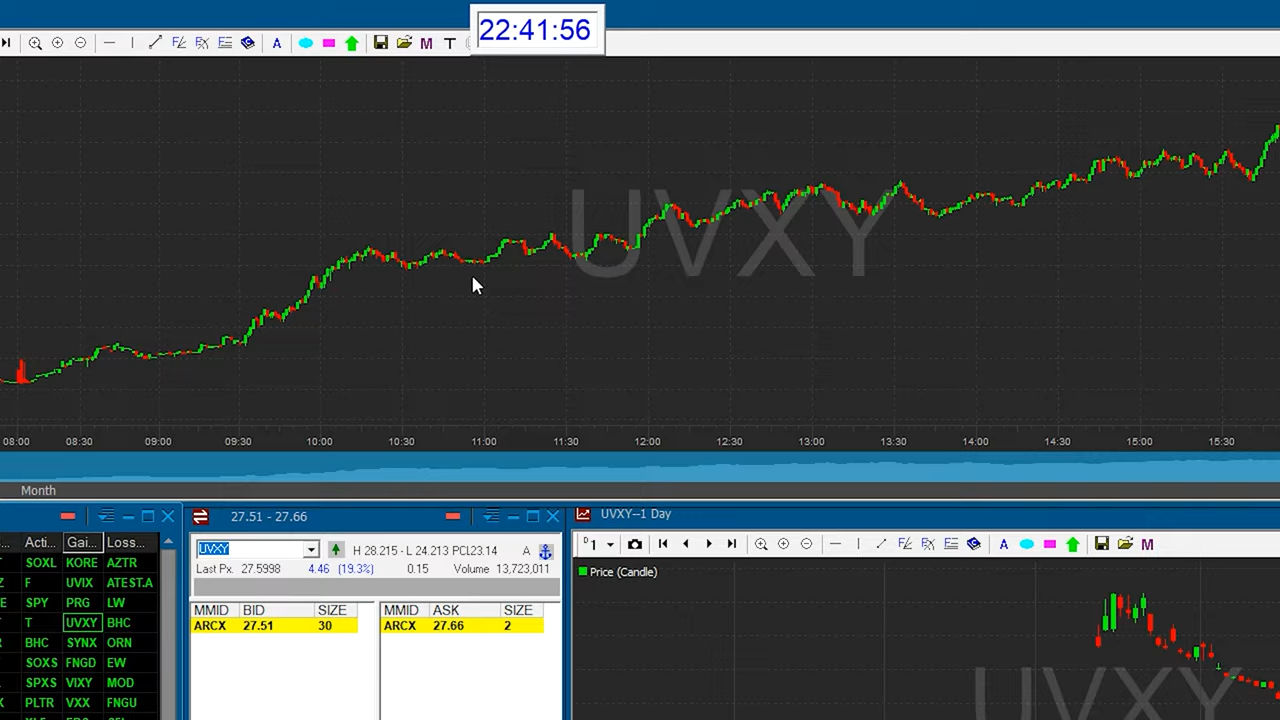 22:41:56
A
M
T
UVXY
08:00 08:30 09:00 09:30 10:00 10:30 11:00 11:30 12:00 12:30 13:00 13:30 14:00 14:30 15:00 15:30
Month
27.51 - 27.66
UVXY--1 Day
Acti... Gai... Loss...
SOXL KORE AZTR
F UVIX ATEST.A
SPY PRG LW
T UVXY BHC
BHC SYNX ORN
SOXS FNGD EW
SPXS VIXY MOD
PLTR VXX FNGU
UVXY H 28.215 - L 24.213 PCL23.14 A
Last Px. 27.5998 4.46 (19.3%) 0.15 Volume 13,723,011
MMID BID SIZE MMID ASK SIZE
ARCX 27.51 30 ARCX 27.66 2
D1 A M
Price (Candle)
UVXY